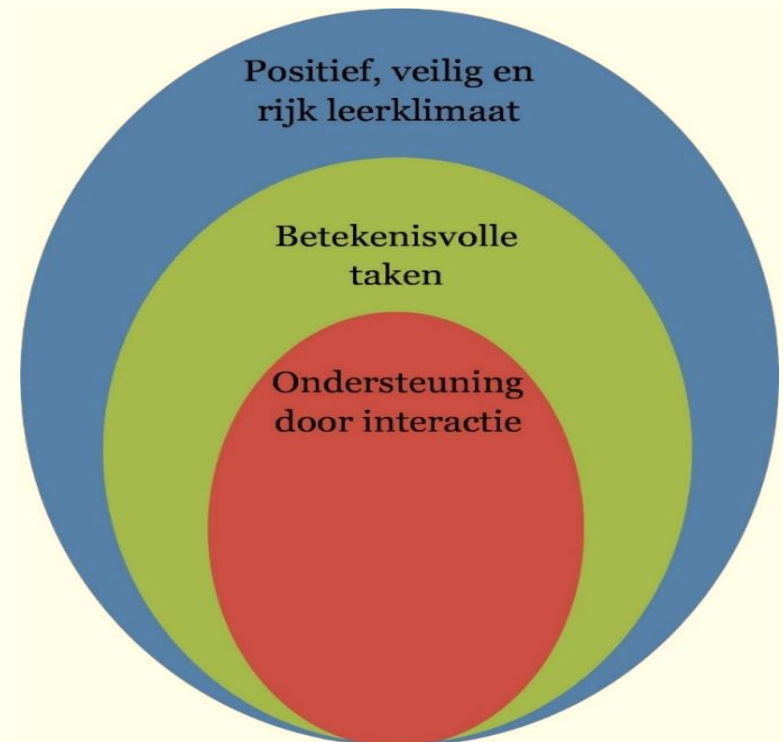 Positief, veilig en
rijk leerklimaat
Betekenisvolle
taken
Ondersteuning
door interactie